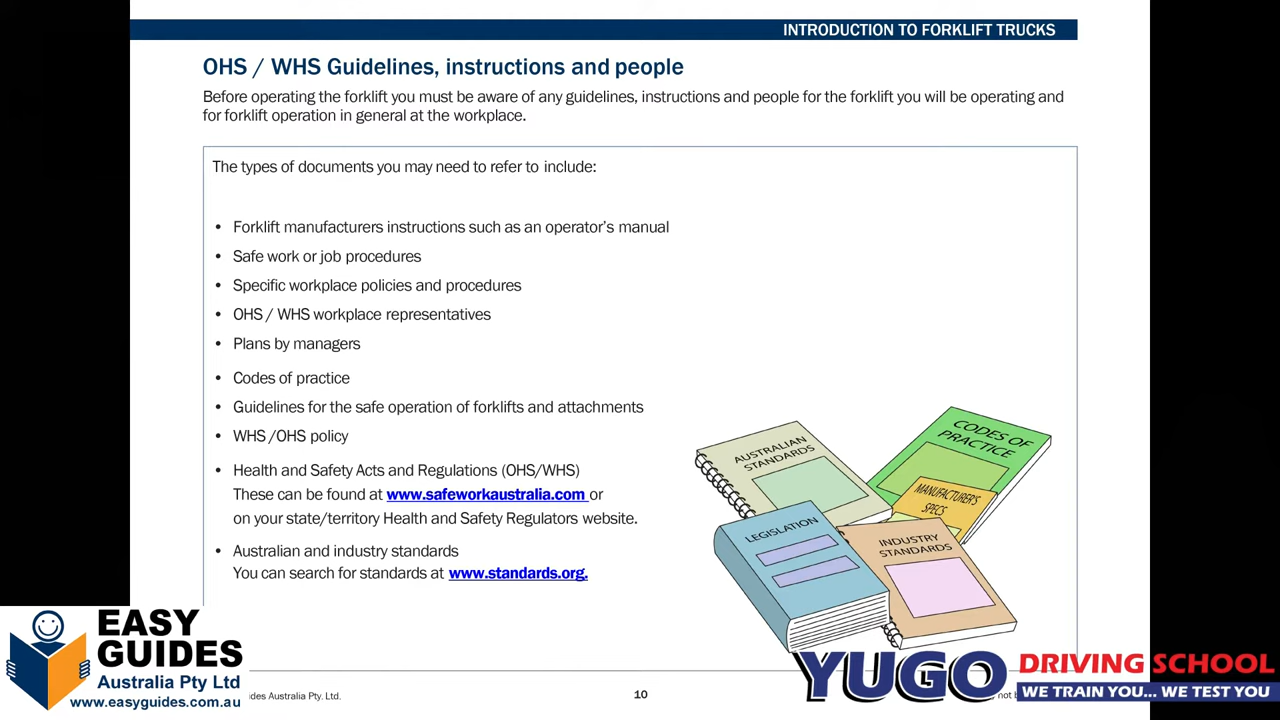 INTRODUCTION TO FORKLIFT TRUCKS
OHS / WHS Guidelines, instructions and people
Before operating the forklift you must be aware of any guidelines, instructions and people for the forklift you will be operating and
for forklift operation in general at the workplace.
The types of documents you may need to refer to include:
• Forklift manufacturers instructions such as an operator's manual
• Safe work or job procedures
• Specific workplace policies and procedures
• OHS / WHS workplace representatives
• Plans by managers
• Codes of practice
• Guidelines for the safe operation of forklifts and attachments
• WHS /OHS policy
• Health and Safety Acts and Regulations (OHS/WHS)
These can be found at www.safeworkaustralia.com or
on your state/territory Health and Safety Regulators website.
• Australian and industry standards
You can search for standards at www.standards.org.
AUSTRALIAN
STANDARDS
CODES OF
PRACTICE
MANUFACTURER'S
SPECS
LEGISLATION
INDUSTRY
STANDARDS
EASY
GUIDES
Australia Pty Ltd
www.easyguides.com.au
Australia Pty. Ltd.
10
not
YUGO DRIVING SCHOOL
WE TRAIN YOU... WE TEST YOU